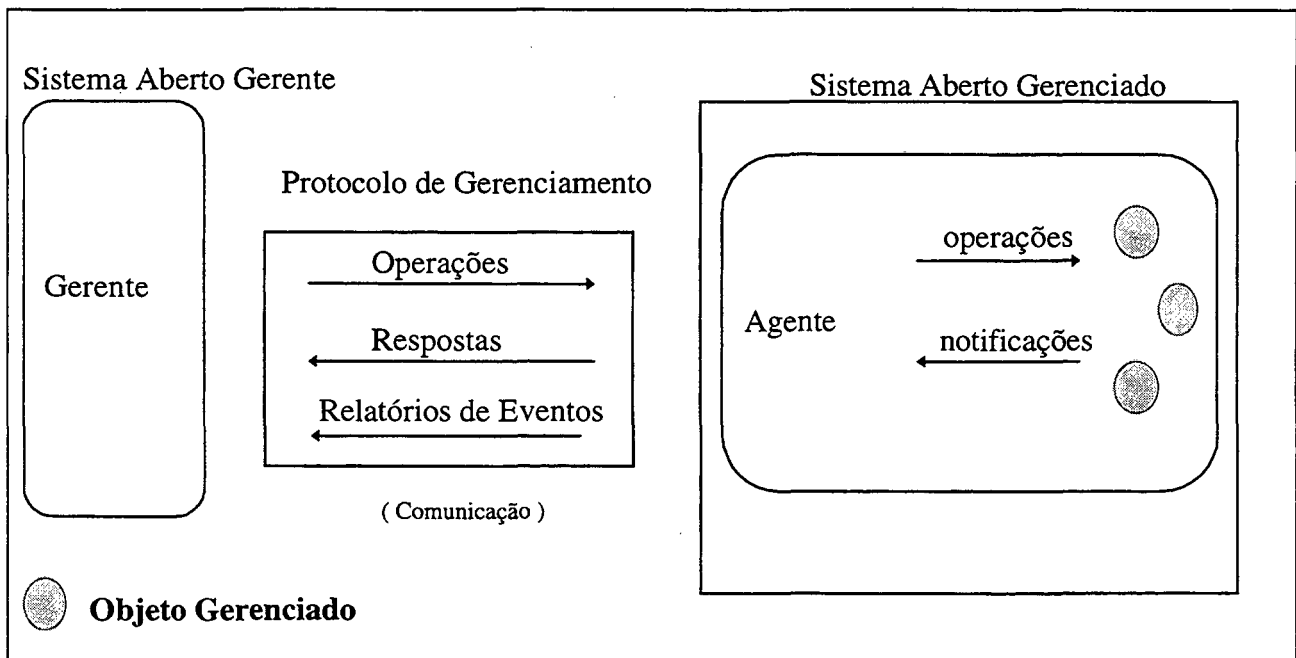 Sistema Aberto Gerente
Sistema Aberto Gerenciado
Protocolo de Gerenciamento
Gerente
Operações
Respostas
Relatórios de Eventos
( Comunicação )
Agente
operações
notificações
Objeto Gerenciado